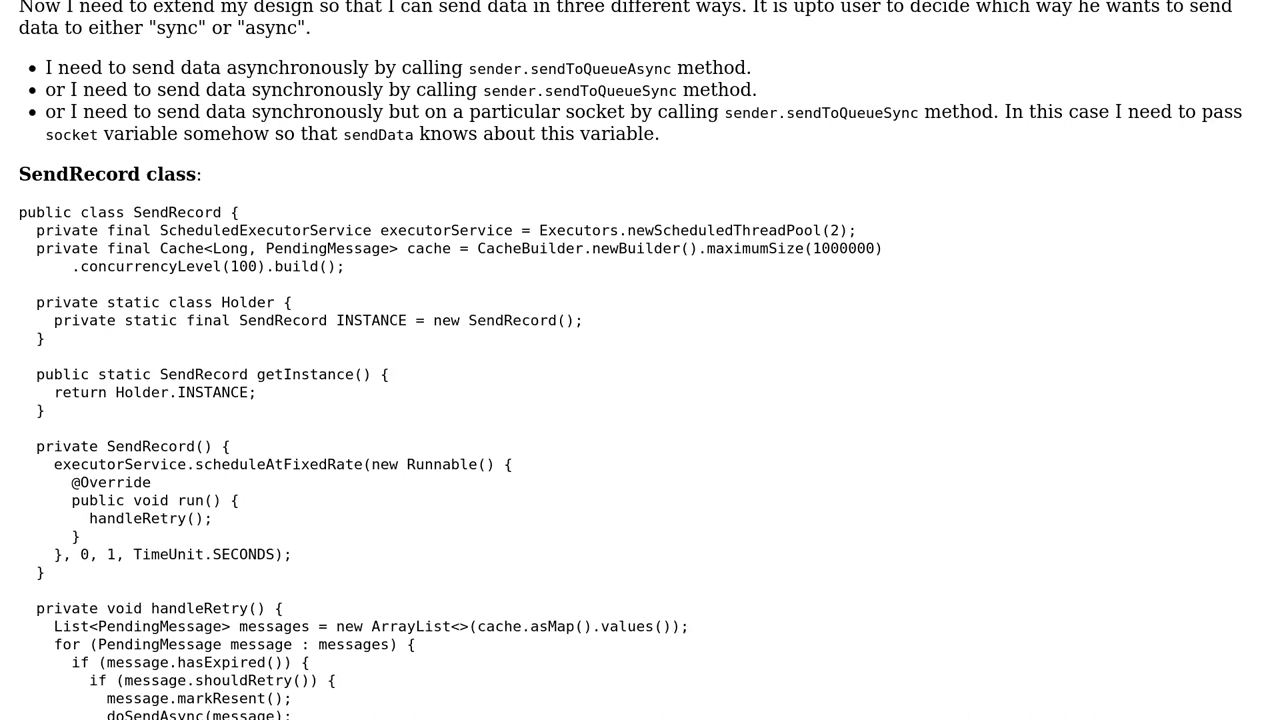 Now I need to extend my design so that I can send data in three different ways. It is upto user to decide which way he wants to send
data to either "sync" or "async".
• I need to send data asynchronously by calling sender.sendToQueueAsync method.
• or I need to send data synchronously by calling sender.sendToQueueSync method.
• or I need to send data synchronously but on a particular socket by calling sender.sendToQueueSync method. In this case I need to pass
socket variable somehow so that sendData knows about this variable.
SendRecord class:
public class SendRecord {
  private final ScheduledExecutorService executorService = Executors.newScheduledThreadPool(2);
  private final Cache<Long, PendingMessage> cache = CacheBuilder.newBuilder().maximumSize(1000000)
      .concurrencyLevel(100).build();
  private static class Holder {
    private static final SendRecord INSTANCE = new SendRecord();
  }
  public static SendRecord getInstance() {
    return Holder.INSTANCE;
  }
  private SendRecord() {
    executorService.scheduleAtFixedRate(new Runnable() {
      @Override
      public void run() {
        handleRetry();
      }
    }, 0, 1, TimeUnit.SECONDS);
  }
  private void handleRetry() {
    List<PendingMessage> messages = new ArrayList<>(cache.asMap().values());
    for (PendingMessage message : messages) {
      if (message.hasExpired()) {
        if (message.shouldRetry()) {
          message.markResent();
          doSendAsync(message);